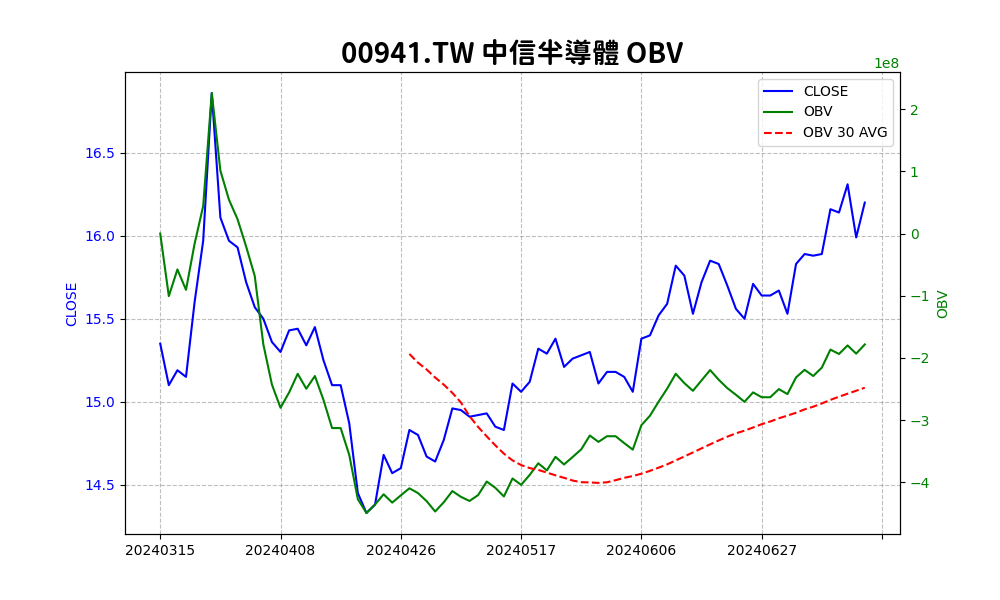 00941.TW 中信半導體 OBV
1e8
CLOSE
OBV
OBV 30 AVG
16.5
16.0
15.5
15.0
14.5
CLOSE
2
1
0
−1
−2
−3
−4
OBV
20240315
20240408
20240426
20240517
20240606
20240627